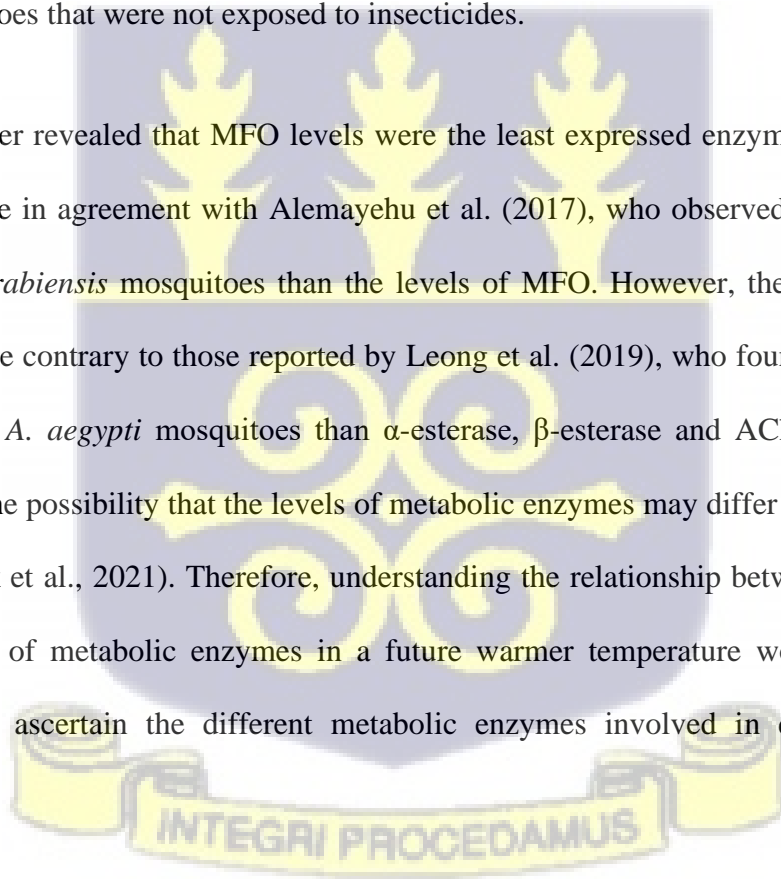 oes that were not exposed to insecticides.
er revealed that MFO levels were the least expressed enzym
e in agreement with Alemayehu et al. (2017), who observed
rabiensis mosquitoes than the levels of MFO. However, the
e contrary to those reported by Leong et al. (2019), who four
A. aegypti mosquitoes than α-esterase, β-esterase and ACh
ne possibility that the levels of metabolic enzymes may differ
et al., 2021). Therefore, understanding the relationship betw
of metabolic enzymes in a future warmer temperature wo
ascertain the different metabolic enzymes involved in
INTEGRI PROCEDAMUS